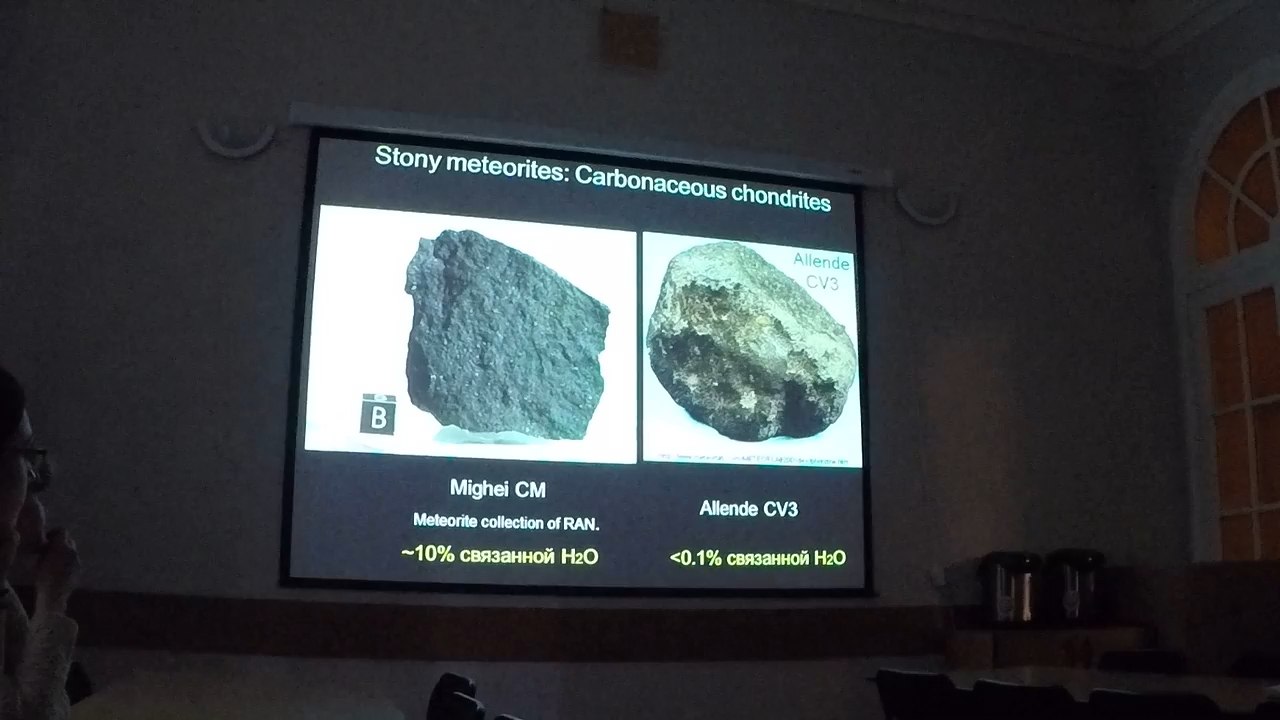 Stony meteorites: Carbonaceous chondrites
Allende
CV3
B
Mighei CM
Meteorite collection of RAN.
~10% связанной H₂O
Allende CV3
<0.1% связанной H₂O